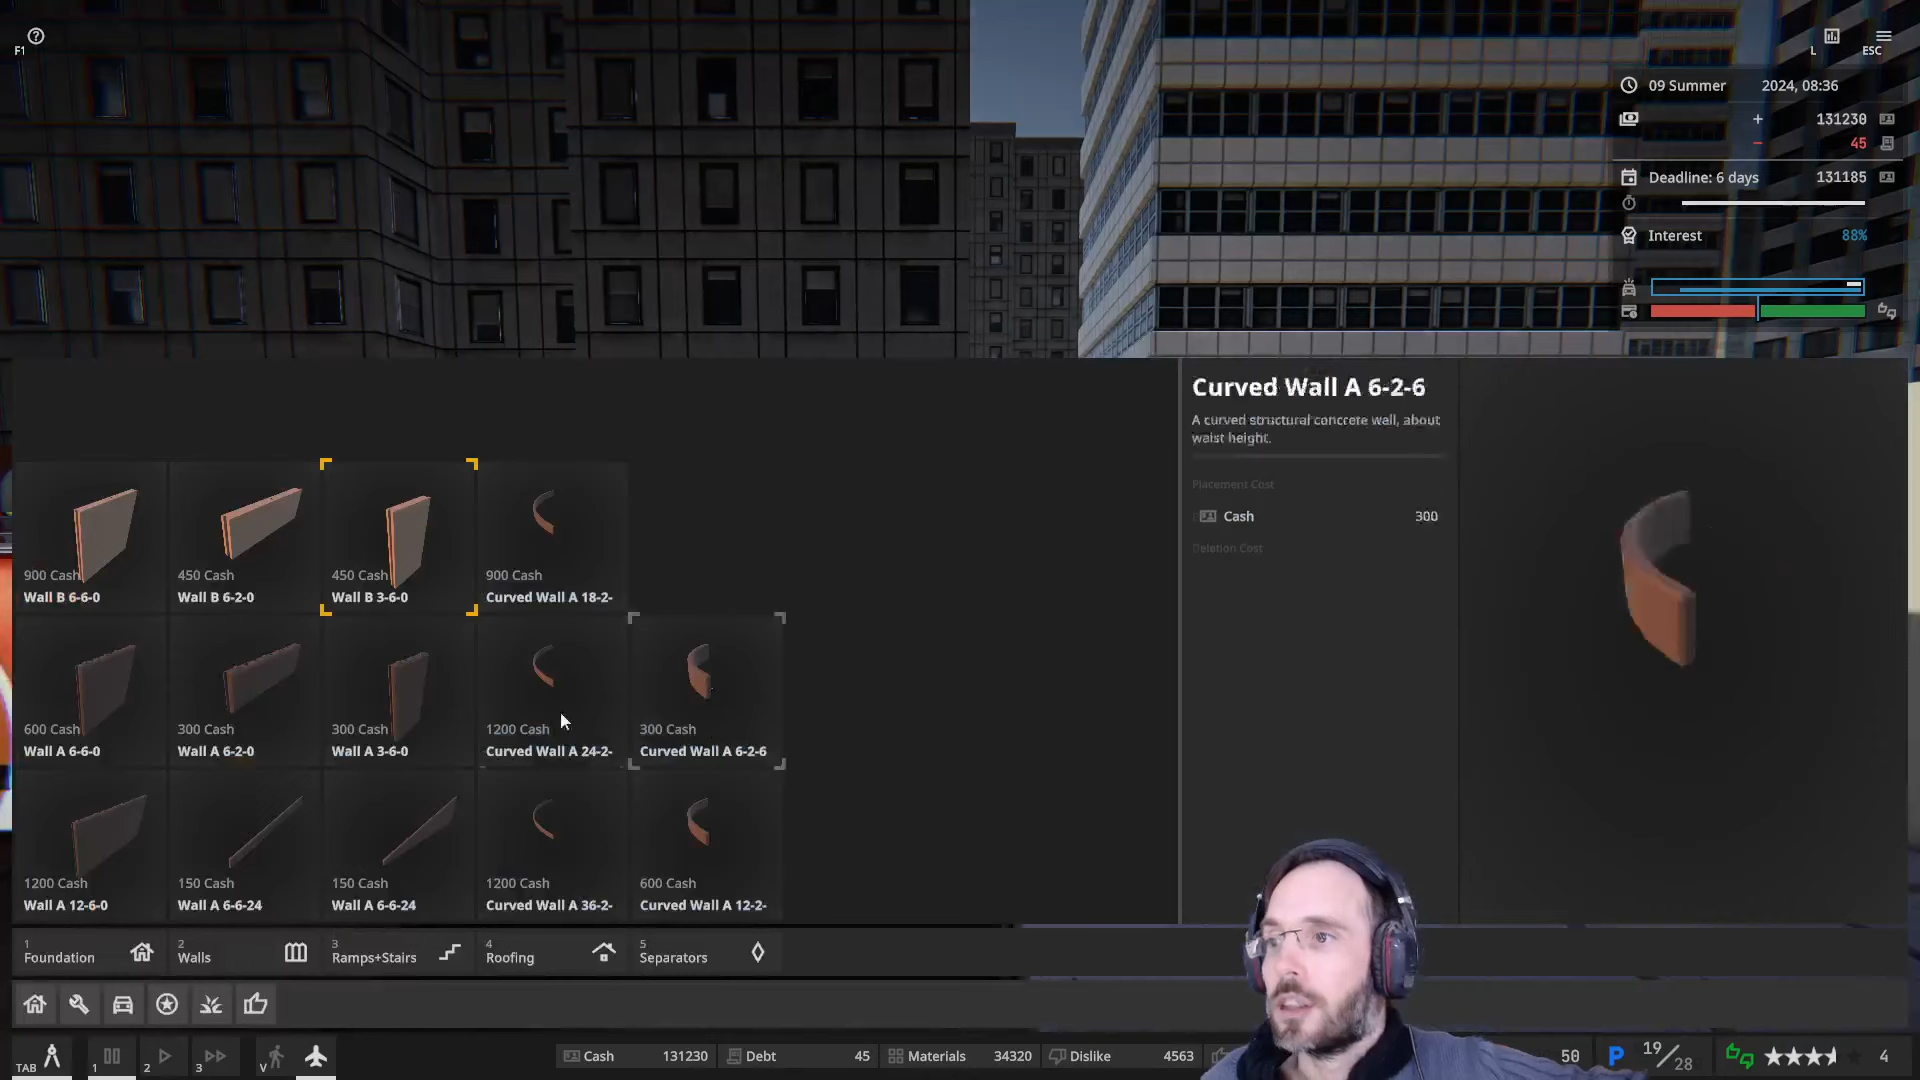 F1
L
ESC
09 Summer 2024, 08:36
+ 131230
- 45
Deadline: 6 days 131185
Interest 88%
Curved Wall A 6-2-6
A curved structural concrete wall, about
waist height.
Placement Cost
Cash 300
Deletion Cost
900 Cash
Wall B 6-6-0
450 Cash
Wall B 6-2-0
450 Cash
Wall B 3-6-0
900 Cash
Curved Wall A 18-2-
600 Cash
Wall A 6-6-0
300 Cash
Wall A 6-2-0
300 Cash
Wall A 3-6-0
1200 Cash
Curved Wall A 24-2-
300 Cash
Curved Wall A 6-2-6
1200 Cash
Wall A 12-6-0
150 Cash
Wall A 6-6-24
150 Cash
Wall A 6-6-24
1200 Cash
Curved Wall A 36-2-
600 Cash
Curved Wall A 12-2-
1 Foundation
2 Walls
3 Ramps+Stairs
4 Roofing
5 Separators
TAB
1
2
3
V
Cash 131230
Debt 45
Materials 34320
Dislike 4563
50
P 19/28
4